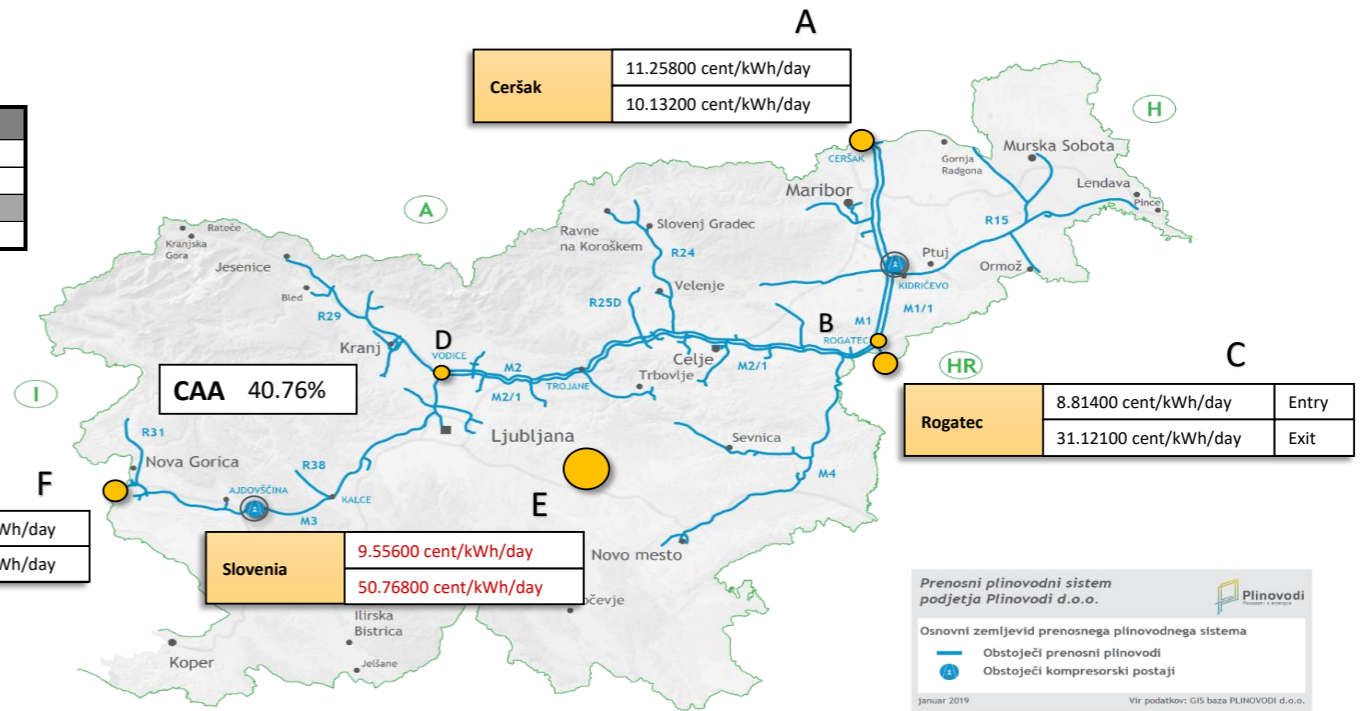 A
Ceršak
11.25800 cent/kWh/day
10.13200 cent/kWh/day
H
CERŠAK
Gornja
Radgona
Murska Sobota
Maribor
Lendava
Pince
A
Ravne
na Koroškem
Slovenj Gradec
R15
Rateče
Kranjska
Gora
Jesenice
R24
Ptuj
Ormož
KIDRIČEVO
Bled
Velenje
R29
R25D
M1
M1/1
B
D
Kranj
VODICE
ROGATEC
M2
Celje
M2/1
TROJANE
Trbovlje
M2/1
HR
C
CAA 40.76%
I
Rogatec
8.81400 cent/kWh/day
Entry
31.12100 cent/kWh/day
Exit
R31
Ljubljana
Sevnica
Nova Gorica
R38
M4
F
AJDOVŠČINA
KALCE
M3
E
Wh/day
Wh/day
Slovenia
9.55600 cent/kWh/day
50.76800 cent/kWh/day
Novo mesto
očevje
Ilirska
Bistrica
Koper
Jelšane
Prenosni plinovodni sistem
podjetja Plinovodi d.o.o.
Plinovodi
Osnovni zemljevid prenosnega plinovodnega sistema
Obstoječi prenosni plinovodi
Obstoječi kompresorski postaji
januar 2019
Vir podatkov: GIS baza PLINOVODI d.o.o.